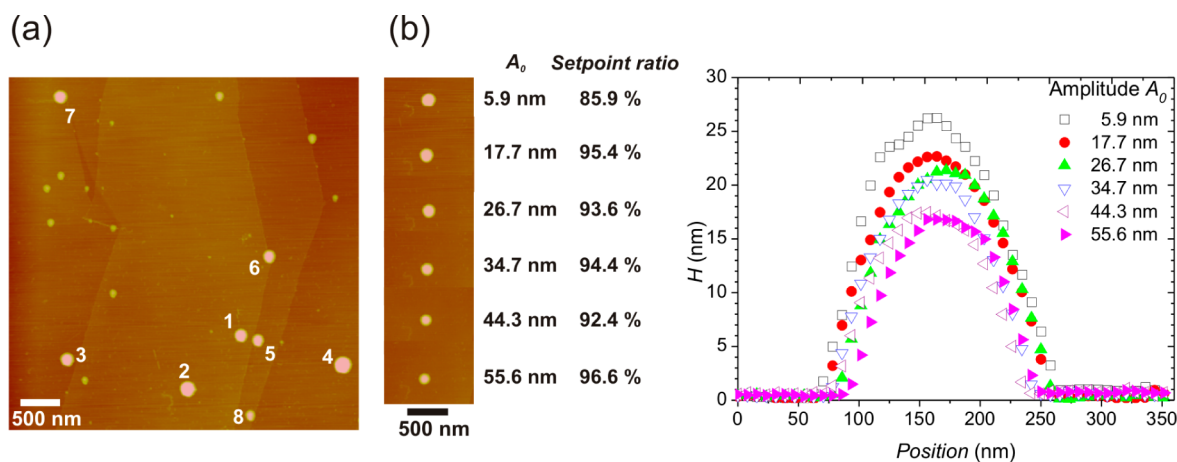 (a)
7
6
1
5
3
2
4
8
500 nm
(b)
A₀ Setpoint ratio
5.9 nm 85.9 %
17.7 nm 95.4 %
26.7 nm 93.6 %
34.7 nm 94.4 %
44.3 nm 92.4 %
55.6 nm 96.6 %
500 nm
30
25
20
15
10
5
0
H (nm)
0 50 100 150 200 250 300 350
Position (nm)
Amplitude A₀
5.9 nm
17.7 nm
26.7 nm
34.7 nm
44.3 nm
55.6 nm